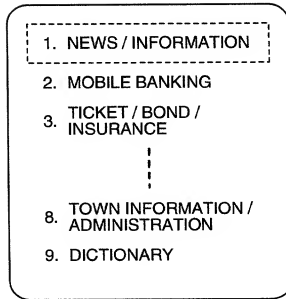 1. NEWS / INFORMATION
2. MOBILE BANKING
3. TICKET / BOND /
INSURANCE
8. TOWN INFORMATION /
ADMINISTRATION
9. DICTIONARY